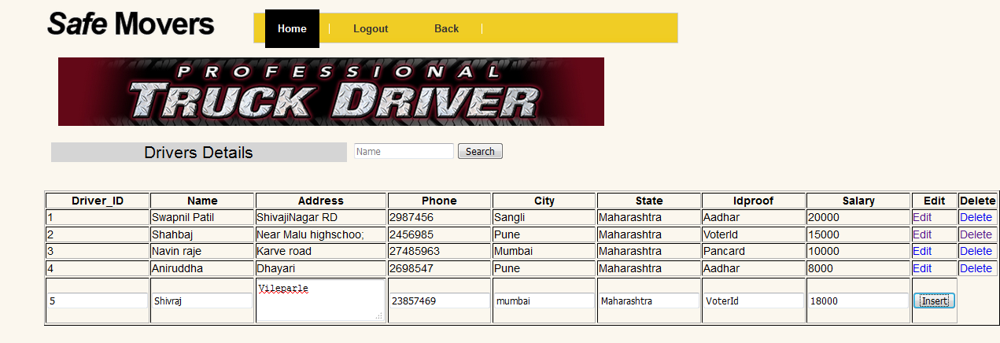 Safe Movers
Home Logout Back
PROFESSIONAL
TRUCK DRIVER
Drivers Details Name Search
Driver_ID Name Address Phone City State Idproof Salary Edit Delete
1 Swapnil Patil ShivajiNagar RD 2987456 Sangli Maharashtra Aadhar 20000 Edit Delete
2 Shahbaj Near Malu highschoo; 2456985 Pune Maharashtra VoterId 15000 Edit Delete
3 Navin raje Karve road 27485963 Mumbai Maharashtra Pancard 10000 Edit Delete
4 Aniruddha Dhayari 2698547 Pune Maharashtra Aadhar 8000 Edit Delete
5 Shivraj Vileparle 23857469 mumbai Maharashtra VoterId 18000 Insert